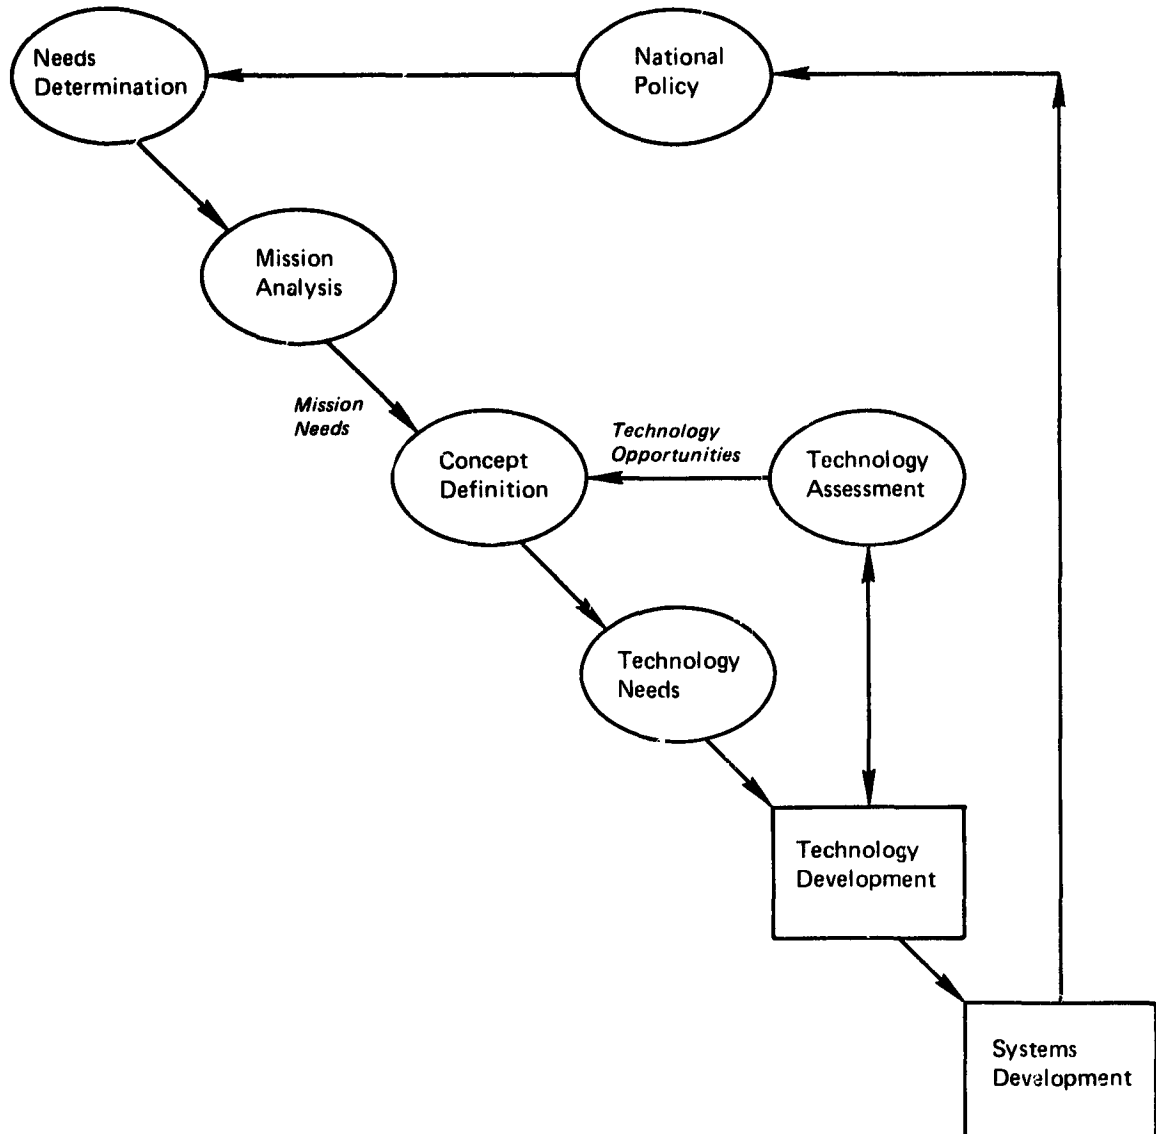 Needs
Determination
National
Policy
Mission
Analysis
Mission
Needs
Concept
Definition
Technology
Opportunities
Technology
Assessment
Technology
Needs
Technology
Development
Systems
Development